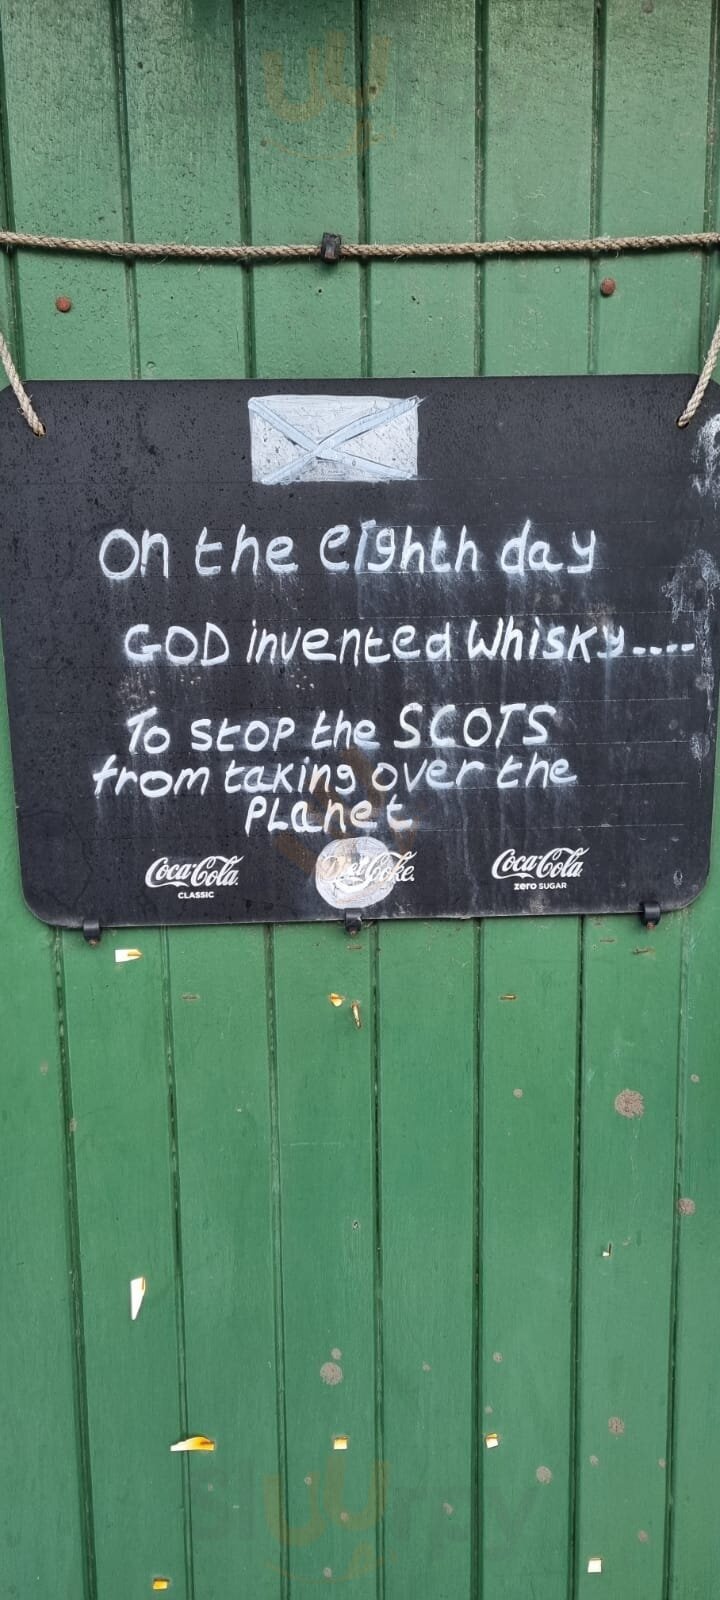 On the eighth day
GOD invented Whisky....
To stop the SCOTS
from taking over the
Planet
Coca-Cola
CLASSIC
Diet Coke
Coca-Cola
zero SUGAR
Slurpy